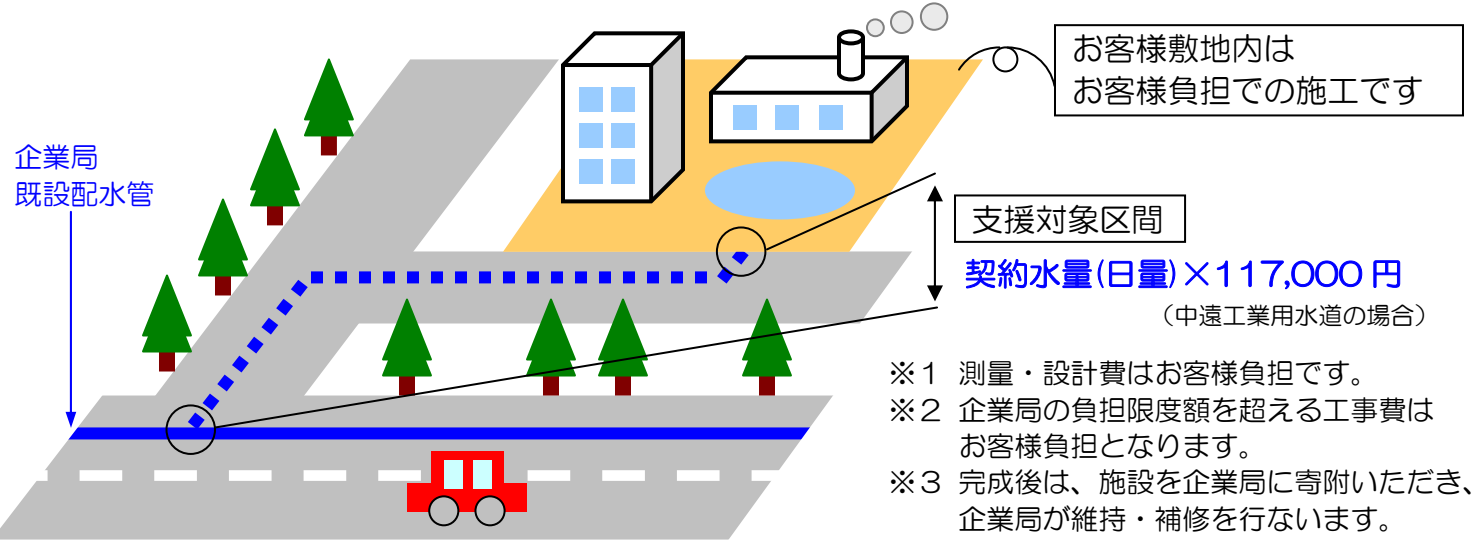 お客様敷地内は
お客様負担での施工です
企業局
既設配水管
支援対象区間
契約水量(日量)×117,000円
（中遠工業用水道の場合）
※1 測量・設計費はお客様負担です。
※2 企業局の負担限度額を超える工事費は
お客様負担となります。
※3 完成後は、施設を企業局に寄附いただき、
企業局が維持・補修を行ないます。